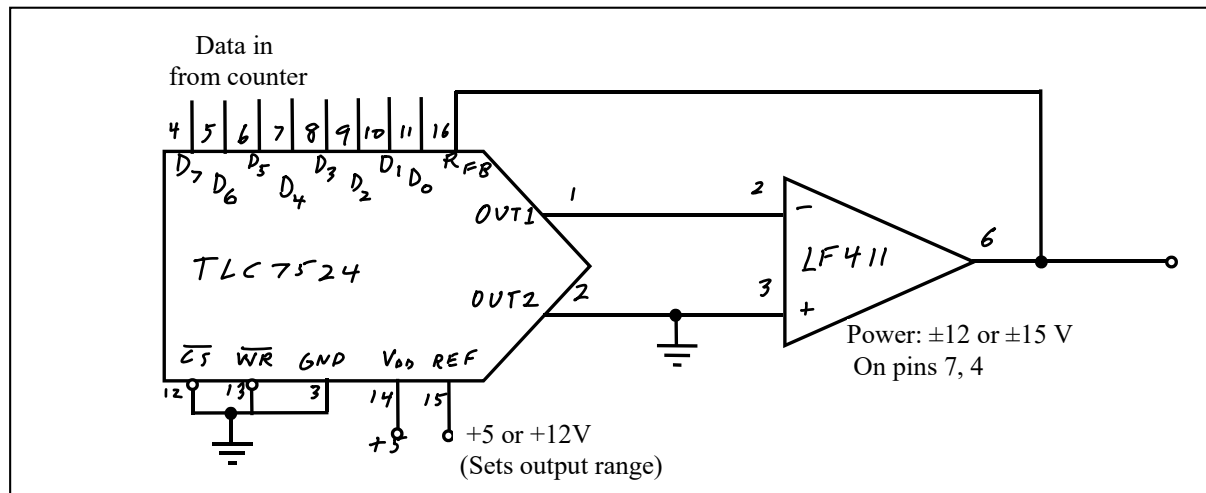 Data in
from counter
4 5 6 7 8 9 10 11 16
D7 D6 D5 D4 D3 D2 D1 D0 RFB
OUT1
1
2
−
6
TLC7524
LF411
OUT2
2
3
+
Power: ±12 or ±15 V
On pins 7, 4
CS WR GND VDD REF
12 13 3 14 15
+5
+5 or +12V
(Sets output range)